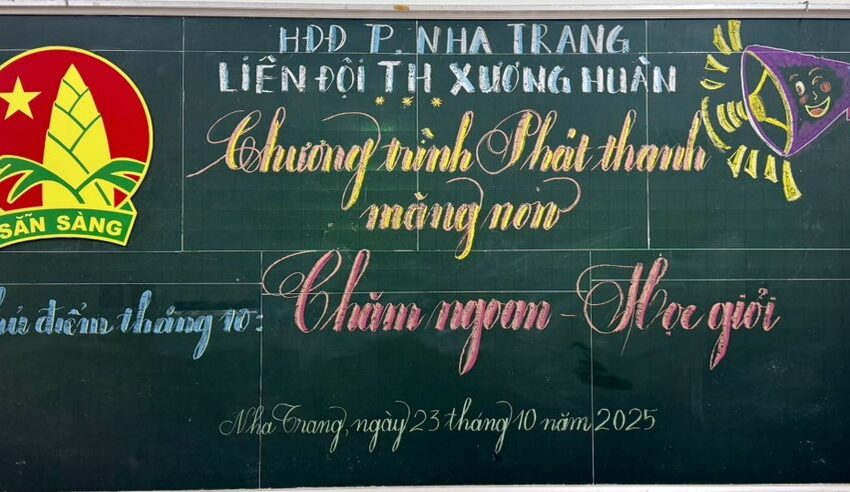 HĐĐ P. NHA TRANG
LIÊN ĐỘI TH XƯƠNG HUÂN
Chương trình Phát thanh
măng non
SẴN SÀNG
hủ điểm tháng 10:
Chăm ngoan - Học giỏi
Nha Trang, ngày 23 tháng 10 năm 2025